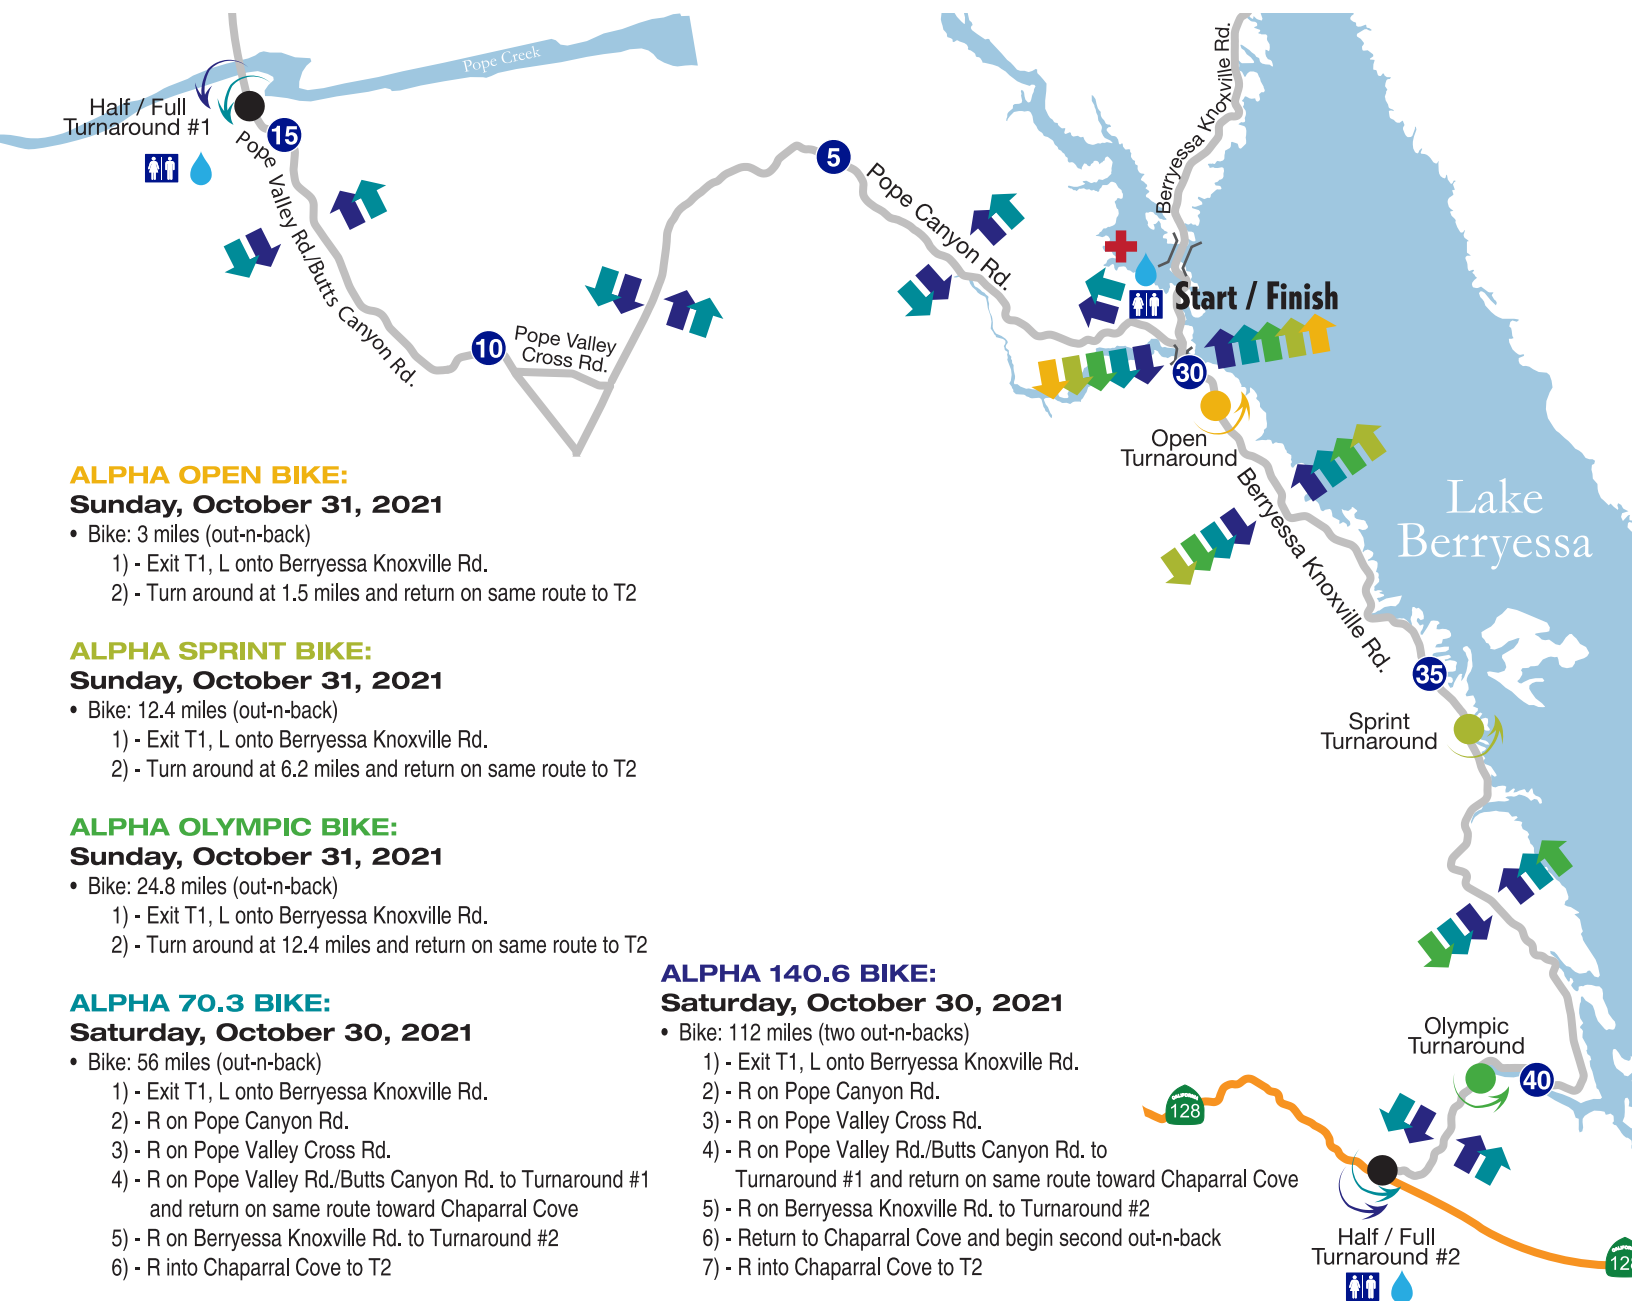 Pope Creek
Half / Full
Turnaround #1
15
Pope Valley Rd./Butts Canyon Rd.
10
Pope Valley
Cross Rd.
5
Pope Canyon Rd.
Berryessa Knoxville Rd.
Start / Finish
30
Open
Turnaround
Berryessa Knoxville Rd.
Lake
Berryessa
35
Sprint
Turnaround
Olympic
Turnaround
40
CALIFORNIA
128
Half / Full
Turnaround #2
CALIFORNIA
128
ALPHA OPEN BIKE:
Sunday, October 31, 2021
• Bike: 3 miles (out-n-back)
1) - Exit T1, L onto Berryessa Knoxville Rd.
2) - Turn around at 1.5 miles and return on same route to T2
ALPHA SPRINT BIKE:
Sunday, October 31, 2021
• Bike: 12.4 miles (out-n-back)
1) - Exit T1, L onto Berryessa Knoxville Rd.
2) - Turn around at 6.2 miles and return on same route to T2
ALPHA OLYMPIC BIKE:
Sunday, October 31, 2021
• Bike: 24.8 miles (out-n-back)
1) - Exit T1, L onto Berryessa Knoxville Rd.
2) - Turn around at 12.4 miles and return on same route to T2
ALPHA 70.3 BIKE:
Saturday, October 30, 2021
• Bike: 56 miles (out-n-back)
1) - Exit T1, L onto Berryessa Knoxville Rd.
2) - R on Pope Canyon Rd.
3) - R on Pope Valley Cross Rd.
4) - R on Pope Valley Rd./Butts Canyon Rd. to Turnaround #1
and return on same route toward Chaparral Cove
5) - R on Berryessa Knoxville Rd. to Turnaround #2
6) - R into Chaparral Cove to T2
ALPHA 140.6 BIKE:
Saturday, October 30, 2021
• Bike: 112 miles (two out-n-backs)
1) - Exit T1, L onto Berryessa Knoxville Rd.
2) - R on Pope Canyon Rd.
3) - R on Pope Valley Cross Rd.
4) - R on Pope Valley Rd./Butts Canyon Rd. to
Turnaround #1 and return on same route toward Chaparral Cove
5) - R on Berryessa Knoxville Rd. to Turnaround #2
6) - Return to Chaparral Cove and begin second out-n-back
7) - R into Chaparral Cove to T2